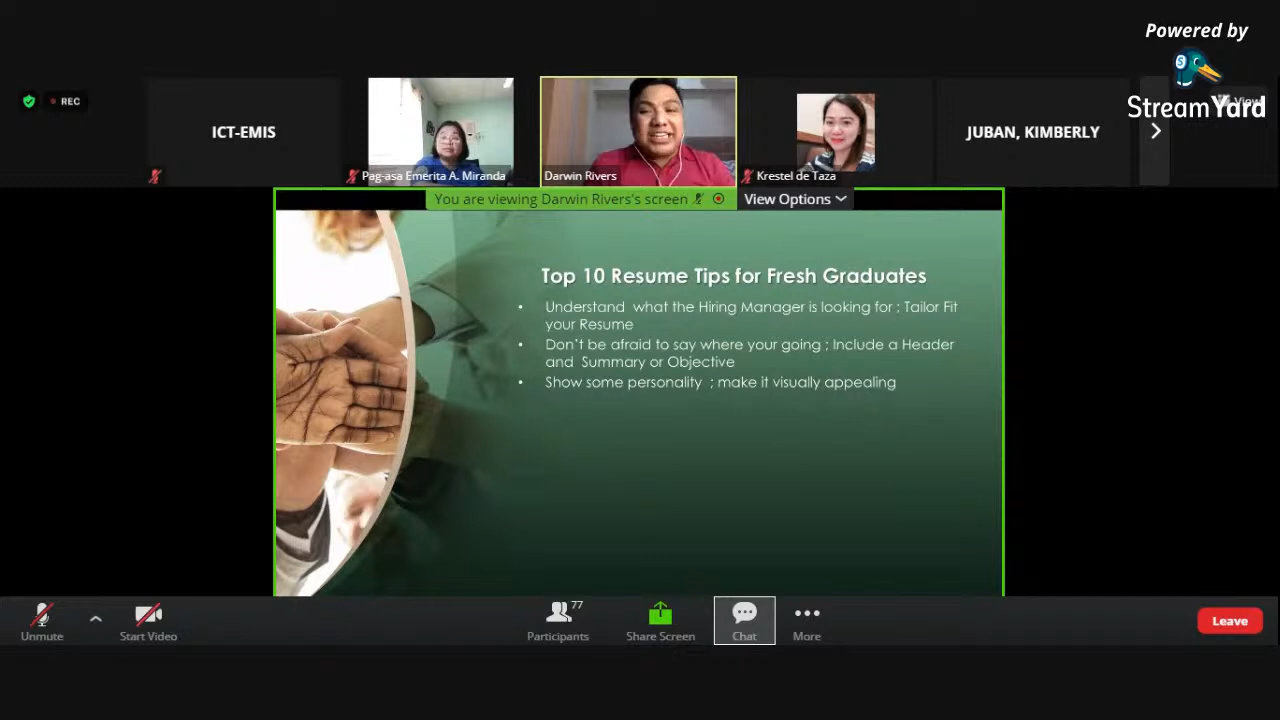 Powered by
StreamYard
REC
View
ICT-EMIS
Pag-asa Emerita A. Miranda
Darwin Rivers
Krestel de Taza
JUBAN, KIMBERLY
You are viewing Darwin Rivers's screen
View Options
Top 10 Resume Tips for Fresh Graduates
• Understand what the Hiring Manager is looking for ; Tailor Fit
your Resume
• Don't be afraid to say where your going ; Include a Header
and Summary or Objective
• Show some personality ; make it visually appealing
Unmute
Start Video
77
Participants
Share Screen
Chat
More
Leave